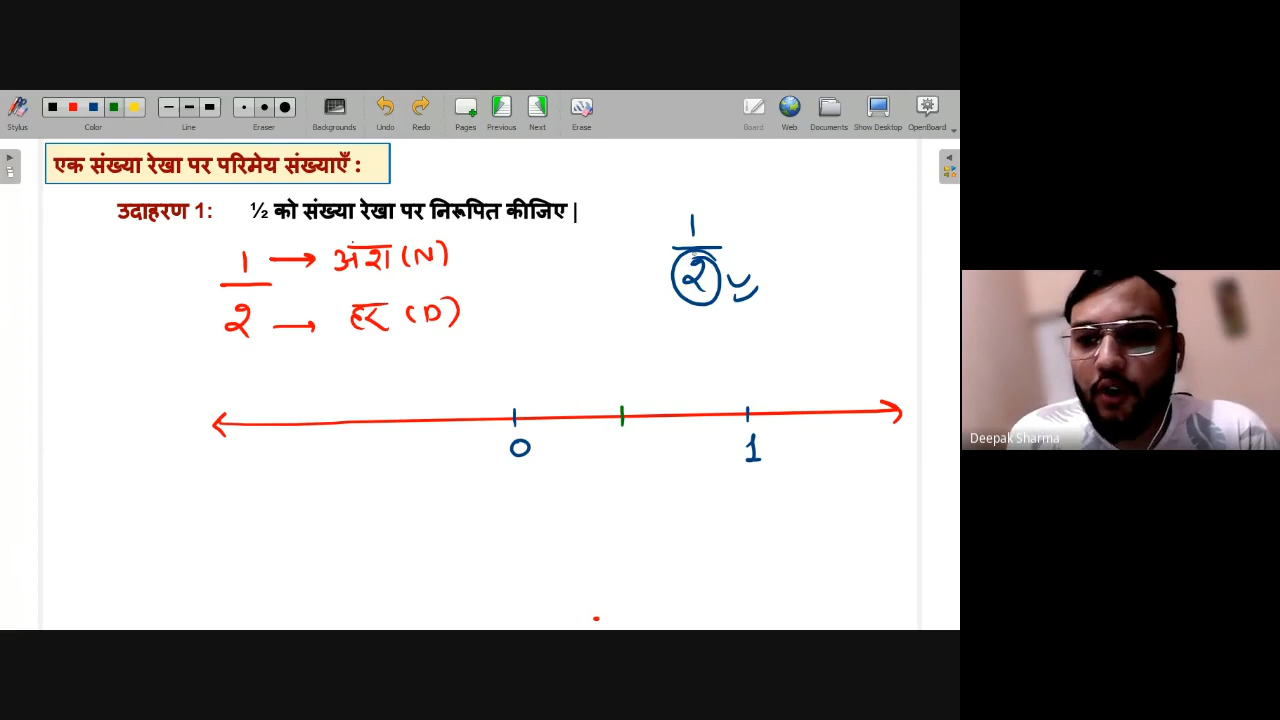 Stylus Color Line Eraser Backgrounds Undo Redo Pages Previous Next Erase Board Web Documents Show Desktop OpenBoard
एक संख्या रेखा पर परिमेय संख्याएँ :
उदाहरण 1: ½ को संख्या रेखा पर निरूपित कीजिए |
1 → अंश (N)
2 → हर (D)
1
2
0 1
Deepak Sharma